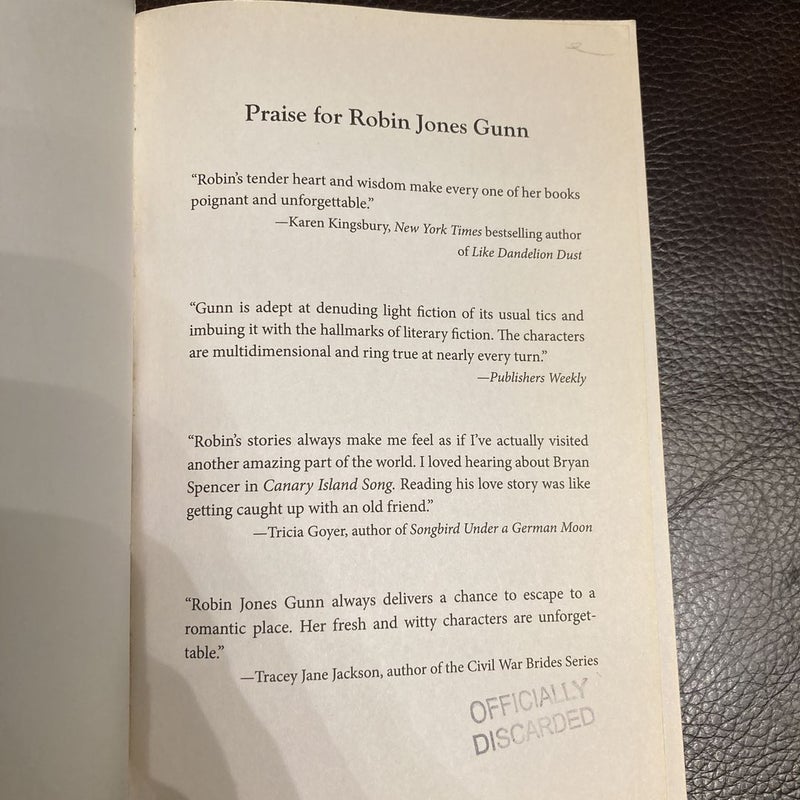 Praise for Robin Jones Gunn
“Robin’s tender heart and wisdom make every one of her books
poignant and unforgettable.”
—Karen Kingsbury, New York Times bestselling author
of Like Dandelion Dust
“Gunn is adept at denuding light fiction of its usual tics and
imbuing it with the hallmarks of literary fiction. The characters
are multidimensional and ring true at nearly every turn.”
—Publishers Weekly
“Robin’s stories always make me feel as if I’ve actually visited
another amazing part of the world. I loved hearing about Bryan
Spencer in Canary Island Song. Reading his love story was like
getting caught up with an old friend.”
—Tricia Goyer, author of Songbird Under a German Moon
“Robin Jones Gunn always delivers a chance to escape to a
romantic place. Her fresh and witty characters are unforget-
table.”
—Tracey Jane Jackson, author of the Civil War Brides Series
OFFICIALLY
DISCARDED